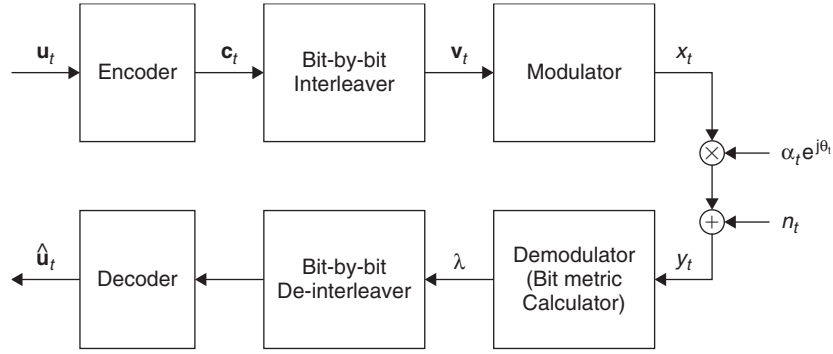 u_t
Encoder
c_t
Bit-by-bit
Interleaver
v_t
Modulator
x_t
×
α_t e^{jθ_t}
+
n_t
û_t
Decoder
Bit-by-bit
De-interleaver
λ
Demodulator
(Bit metric
Calculator)
y_t